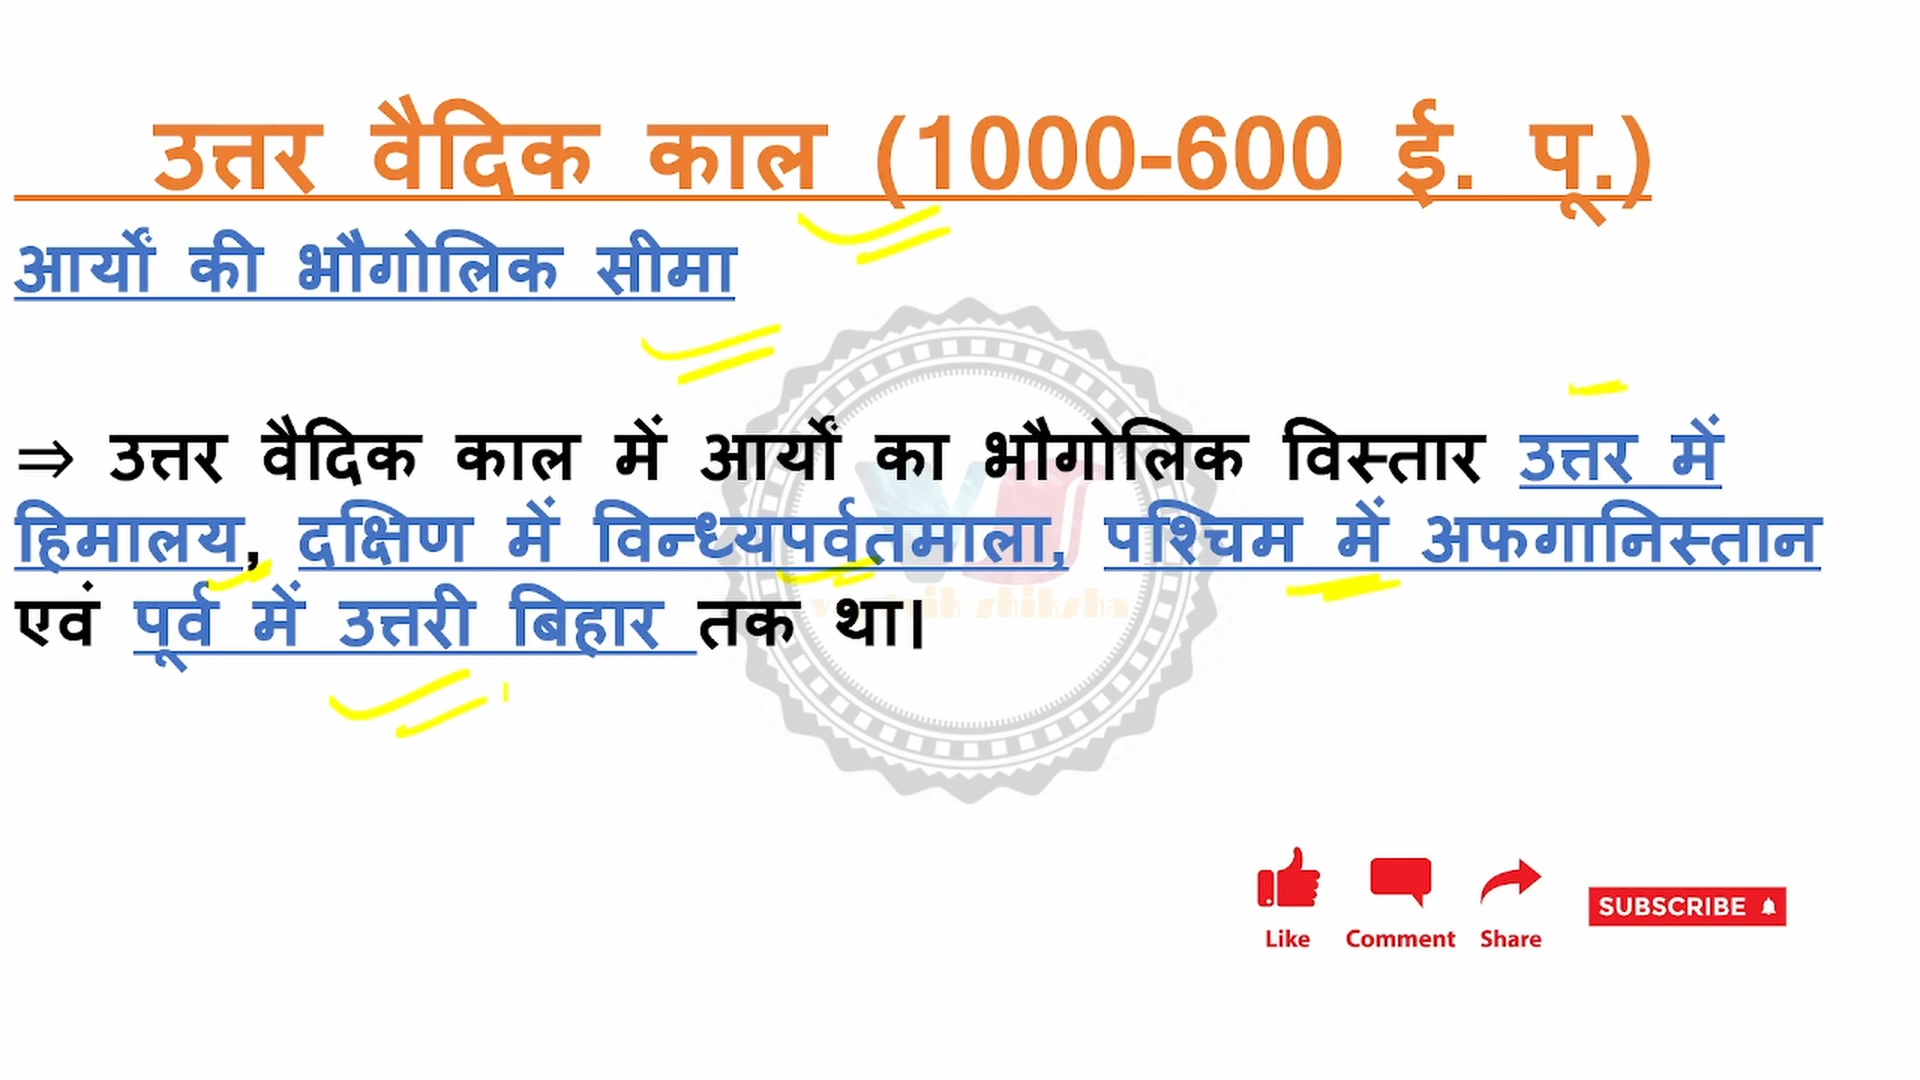 उत्तर वैदिक काल (1000-600 ई. पू.)
आर्यों की भौगोलिक सीमा
⇒ उत्तर वैदिक काल में आर्यों का भौगोलिक विस्तार उत्तर में
हिमालय, दक्षिण में विन्ध्यपर्वतमाला, पश्चिम में अफगानिस्तान
एवं पूर्व में उत्तरी बिहार तक था।
shiksha
Like Comment Share SUBSCRIBE